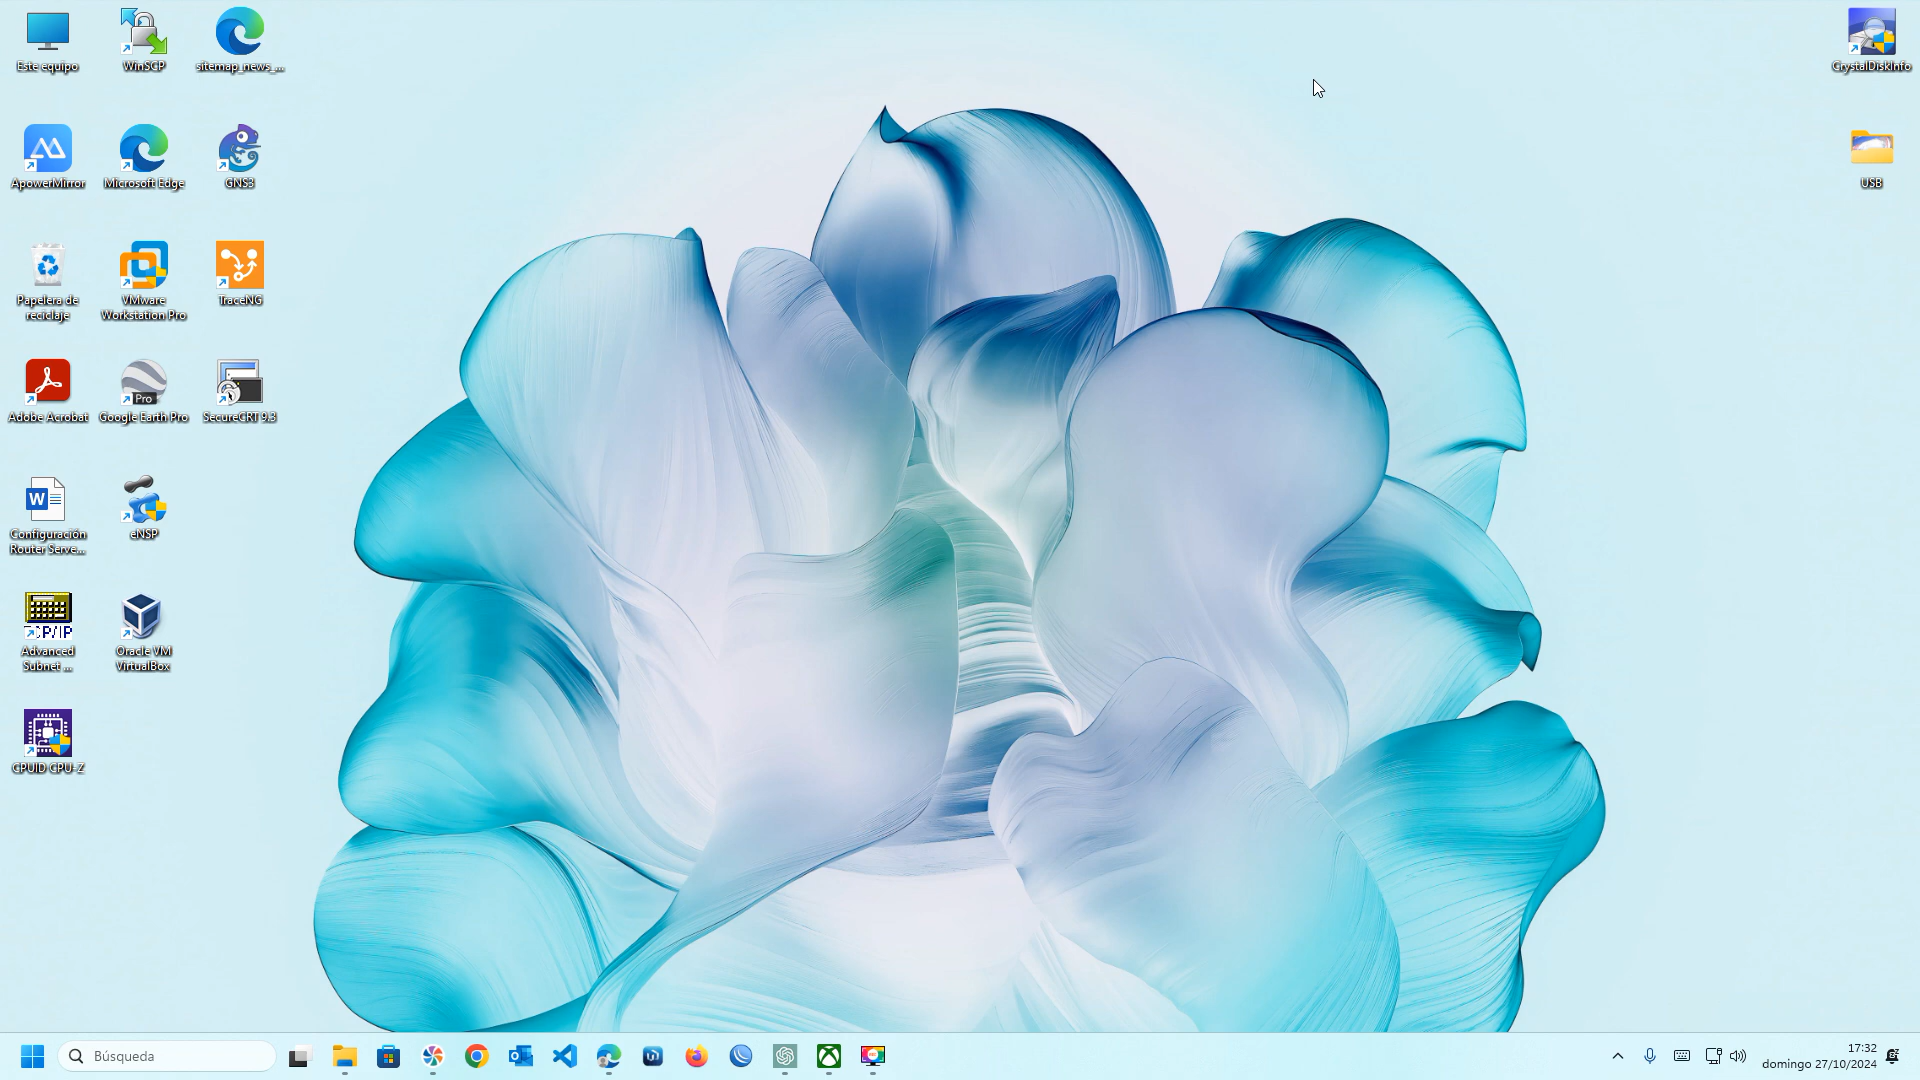 Este equipo
WinSCP
sitemap_news_...
CrystalDiskInfo
ApowerMirror
Microsoft Edge
GNS3
USB
Papelera de
reciclaje
VMware
Workstation Pro
TraceNG
Adobe Acrobat
Pro
Google Earth Pro
SecureCRT 9.3
W
Configuración
Router Serve...
eNSP
TCP/IP
Advanced
Subnet ...
Oracle VM
VirtualBox
CPUID CPU-Z
Búsqueda
17:32
domingo 27/10/2024